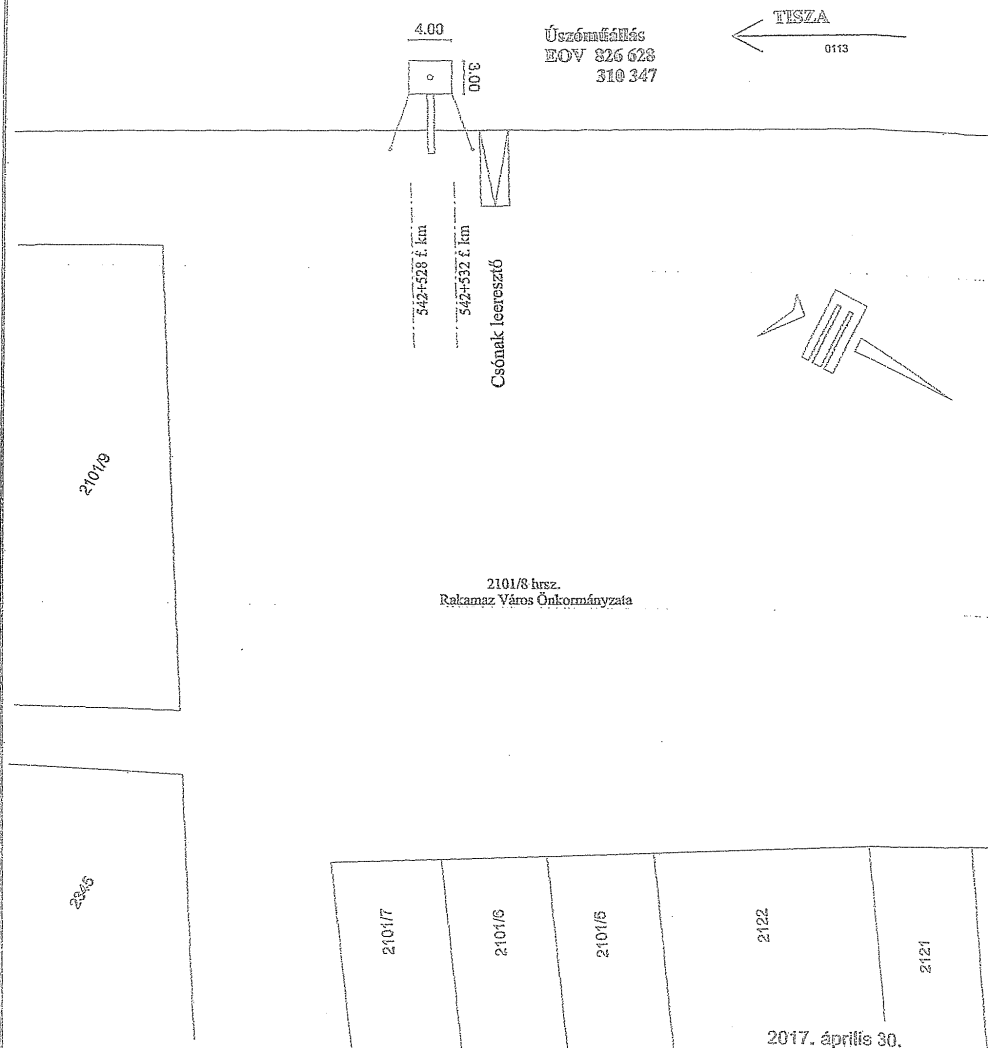 4.00
3.00
Úszóműállás
EOV 826 628
310 347
TISZA
0113
542+528 f. km
542+532 f. km
Csónak leeresztő
2101/9
2101/8 hrsz.
Rakamaz Város Önkormányzata
2345
2101/7
2101/6
2101/5
2122
2121
2017. április 30.